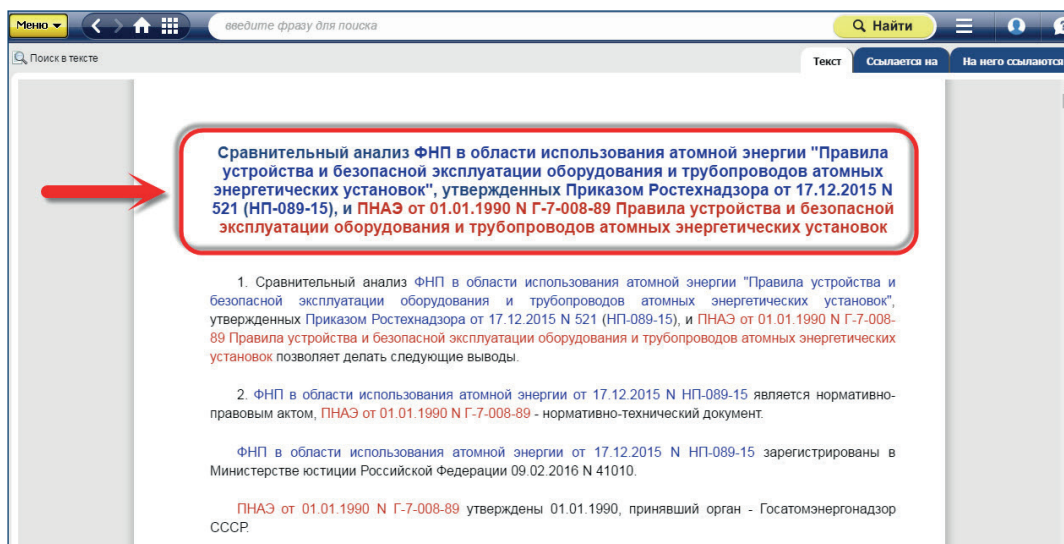 Меню
введите фразу для поиска
Найти
Поиск в тексте
Текст
Ссылается на
На него ссылаются
Сравнительный анализ ФНП в области использования атомной энергии "Правила
устройства и безопасной эксплуатации оборудования и трубопроводов атомных
энергетических установок", утвержденных Приказом Ростехнадзора от 17.12.2015 N
521 (НП-089-15), и ПНАЭ от 01.01.1990 N Г-7-008-89 Правила устройства и безопасной
эксплуатации оборудования и трубопроводов атомных энергетических установок
1. Сравнительный анализ ФНП в области использования атомной энергии "Правила устройства и
безопасной эксплуатации оборудования и трубопроводов атомных энергетических установок",
утвержденных Приказом Ростехнадзора от 17.12.2015 N 521 (НП-089-15), и ПНАЭ от 01.01.1990 N Г-7-008-
89 Правила устройства и безопасной эксплуатации оборудования и трубопроводов атомных энергетических
установок позволяет делать следующие выводы.
2. ФНП в области использования атомной энергии от 17.12.2015 N НП-089-15 является нормативно-
правовым актом, ПНАЭ от 01.01.1990 N Г-7-008-89 - нормативно-технический документ.
ФНП в области использования атомной энергии от 17.12.2015 N НП-089-15 зарегистрированы в
Министерстве юстиции Российской Федерации 09.02.2016 N 41010.
ПНАЭ от 01.01.1990 N Г-7-008-89 утверждены 01.01.1990, принявший орган - Госатомэнергонадзор
СССР.